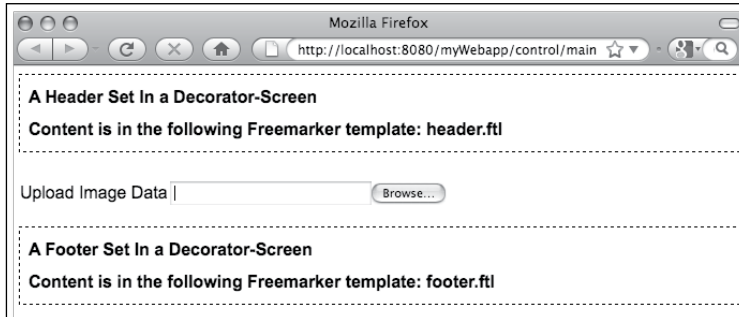 Mozilla Firefox
http://localhost:8080/myWebapp/control/main
A Header Set In a Decorator-Screen
Content is in the following Freemarker template: header.ftl
Upload Image Data
Browse...
A Footer Set In a Decorator-Screen
Content is in the following Freemarker template: footer.ftl